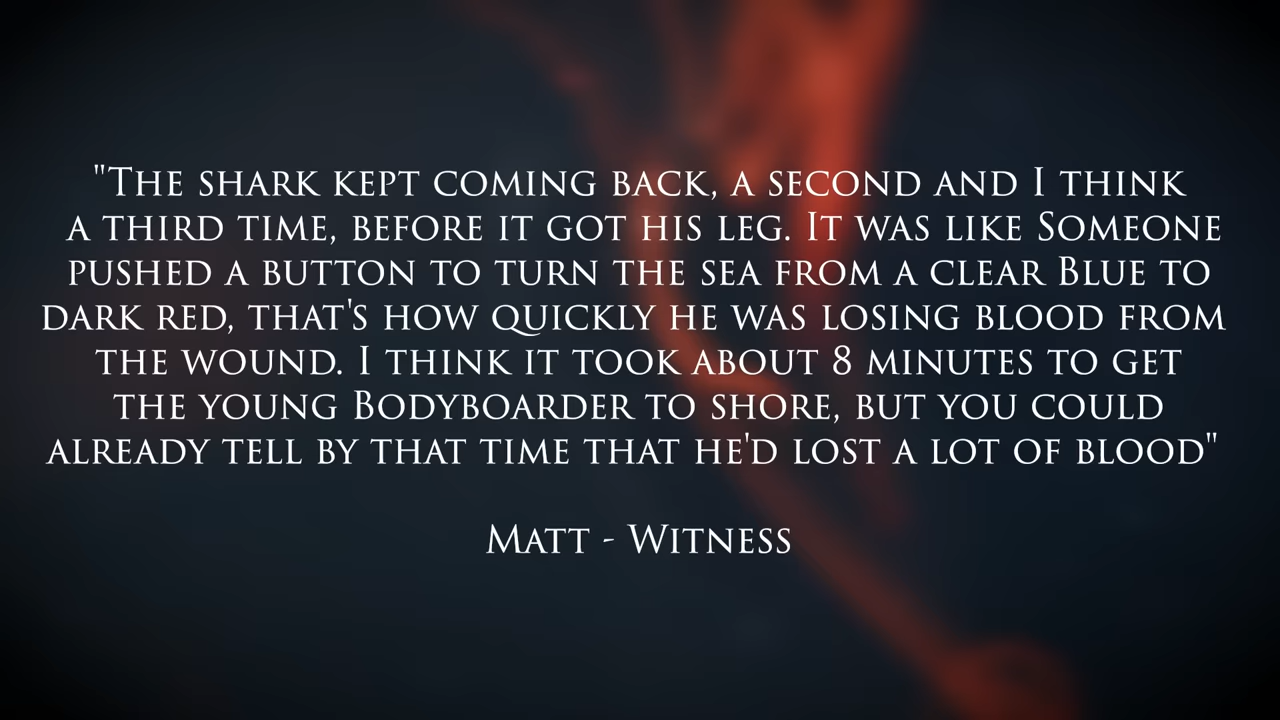 "The shark kept coming back, a second and I think
a third time, before it got his leg. It was like Someone
pushed a button to turn the sea from a clear Blue to
dark red, that's how quickly he was losing blood from
the wound. I think it took about 8 minutes to get
the young Bodyboarder to shore, but you could
already tell by that time that he'd lost a lot of blood"
Matt - Witness